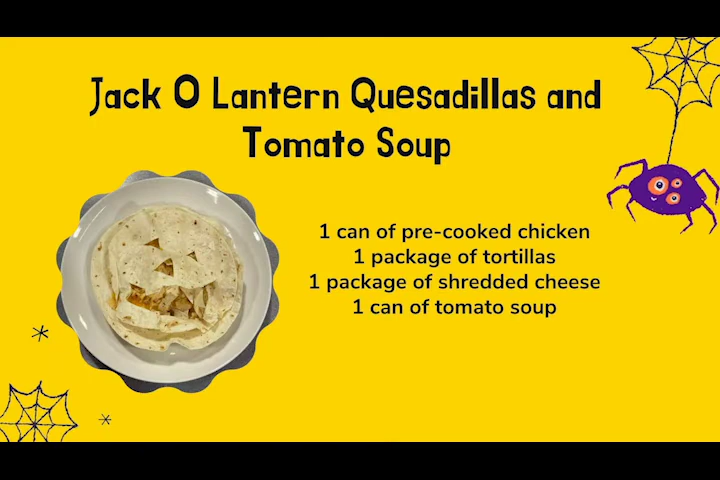 Jack O Lantern Quesadillas and
Tomato Soup
1 can of pre-cooked chicken
1 package of tortillas
1 package of shredded cheese
1 can of tomato soup